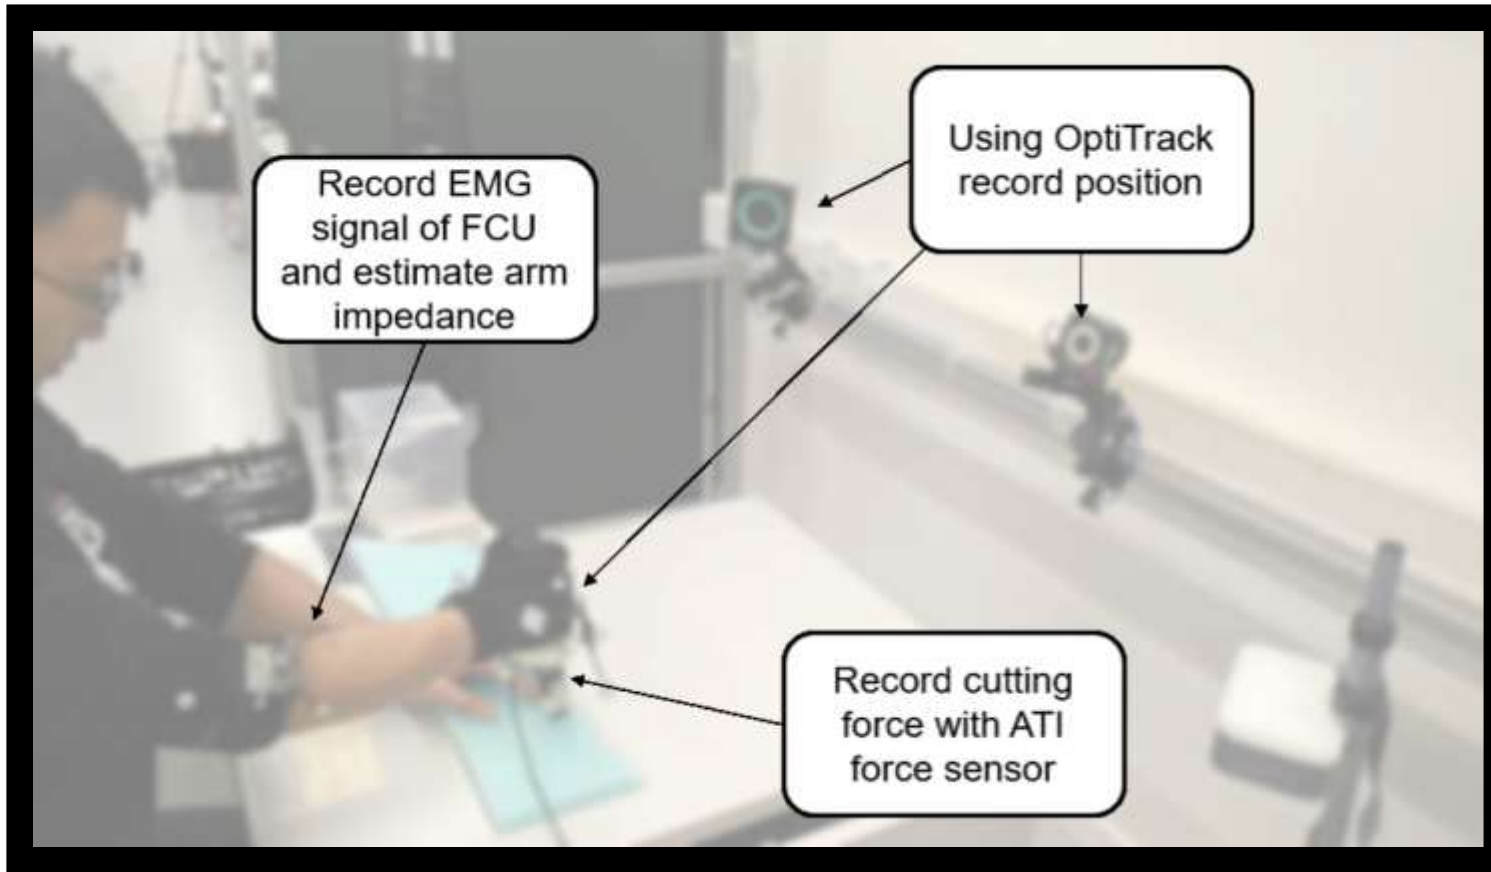 Record EMG
signal of FCU
and estimate arm
impedance
Using OptiTrack
record position
Record cutting
force with ATI
force sensor